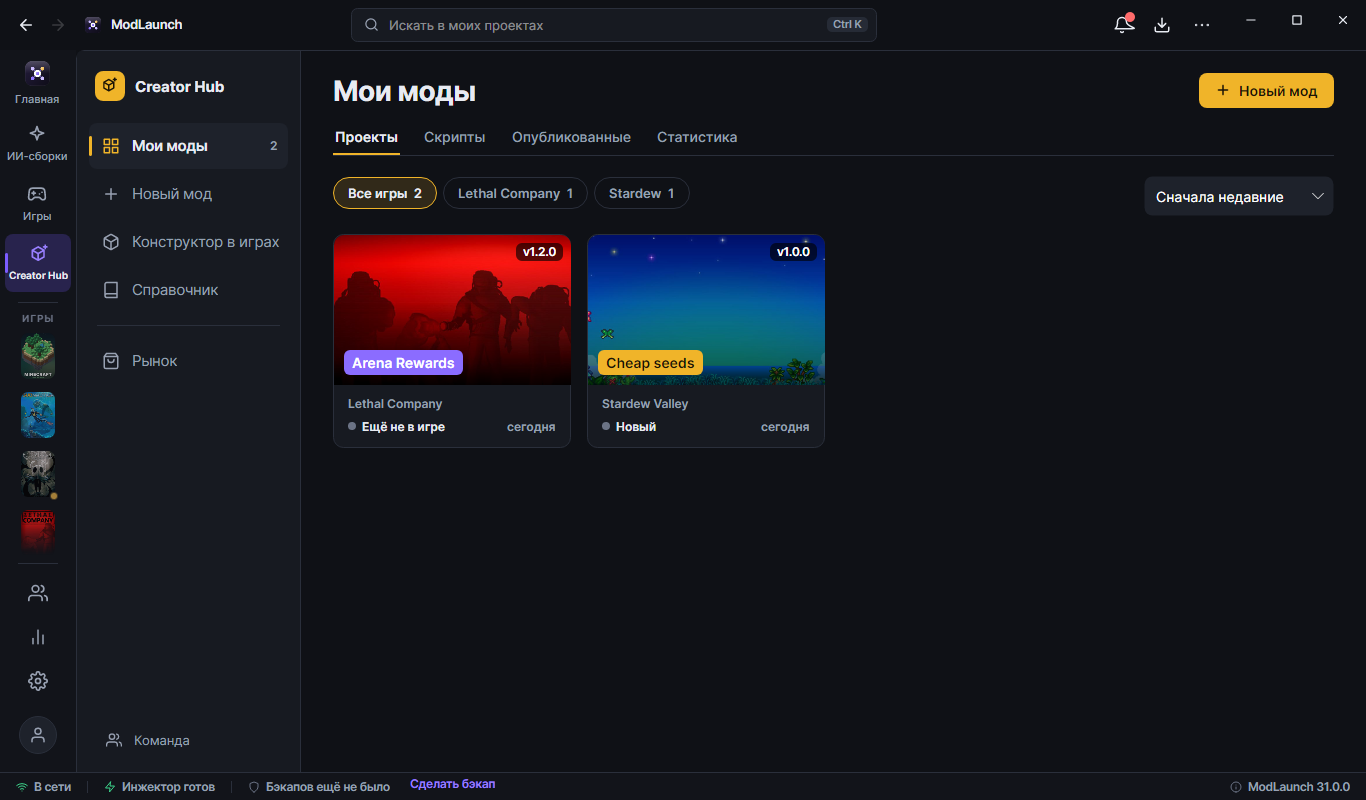 ModLaunch
Искать в моих проектах
Ctrl K
Главная
ИИ-сборки
Игры
Creator Hub
ИГРЫ
MINECRAFT
LETHAL
COMPANY
Creator Hub
Мои моды 2
Новый мод
Конструктор в играх
Справочник
Рынок
Команда
Мои моды
+ Новый мод
Проекты Скрипты Опубликованные Статистика
Все игры 2 Lethal Company 1 Stardew 1
Сначала недавние
v1.2.0
Arena Rewards
Lethal Company
Ещё не в игре сегодня
v1.0.0
Cheap seeds
Stardew Valley
Новый сегодня
В сети Инжектор готов Бэкапов ещё не было Сделать бэкап ModLaunch 31.0.0